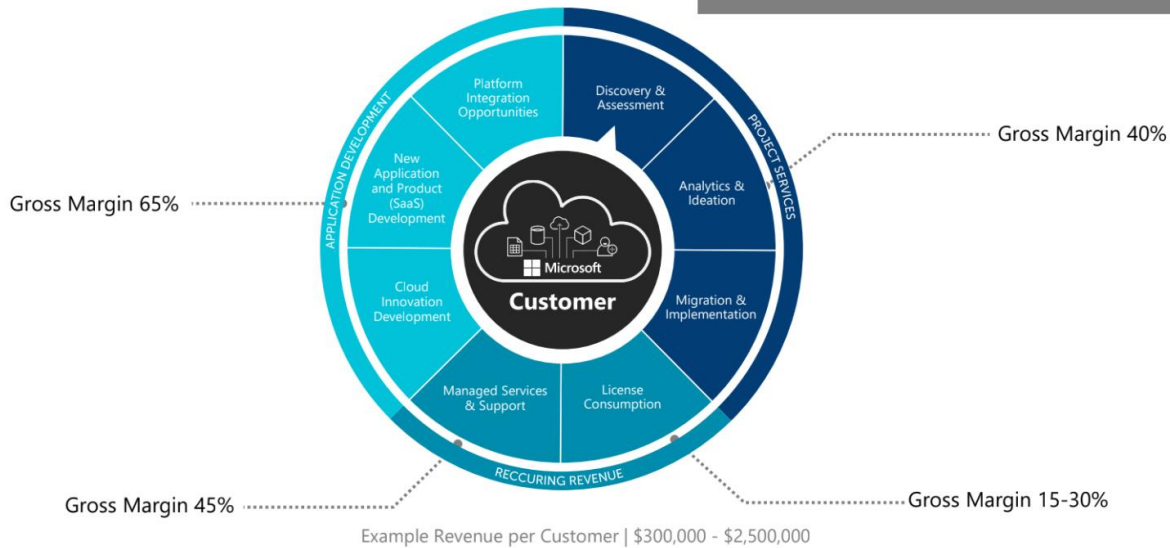 Platform
Integration
Opportunities
Discovery &
Assessment
APPLICATION DEVELOPMENT
PROJECT SERVICES
Gross Margin 40%
New
Application
and Product
(SaaS)
Development
Analytics &
Ideation
Gross Margin 65%
Microsoft
Customer
Cloud
Innovation
Development
Migration &
Implementation
Managed Services
& Support
License
Consumption
RECCURING REVENUE
Gross Margin 45%
Gross Margin 15-30%
Example Revenue per Customer | $300,000 - $2,500,000